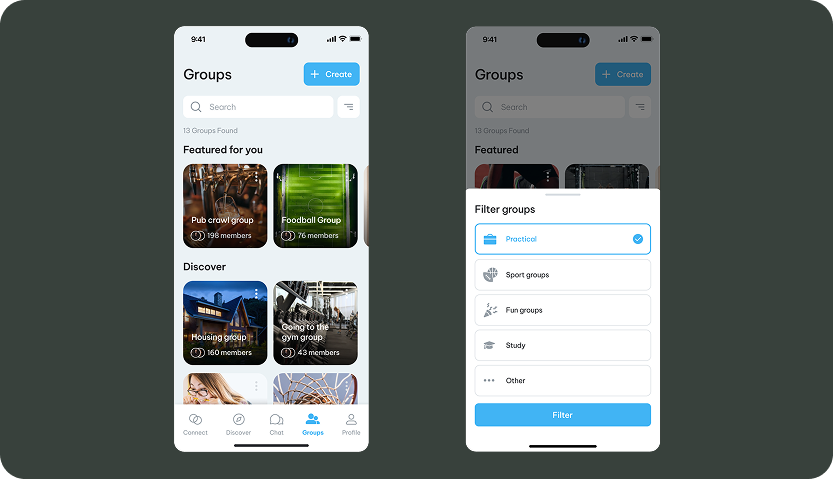 9:41
Groups
Create
Search
13 Groups Found
Featured for you
Pub crawl group
198 members
Foodball Group
76 members
Discover
Housing group
160 members
Going to the
gym group
43 members
Connect
Discover
Chat
Groups
Profile
9:41
Groups
Create
Search
13 Groups Found
Featured
Filter groups
Practical
Sport groups
Fun groups
Study
Other
Filter